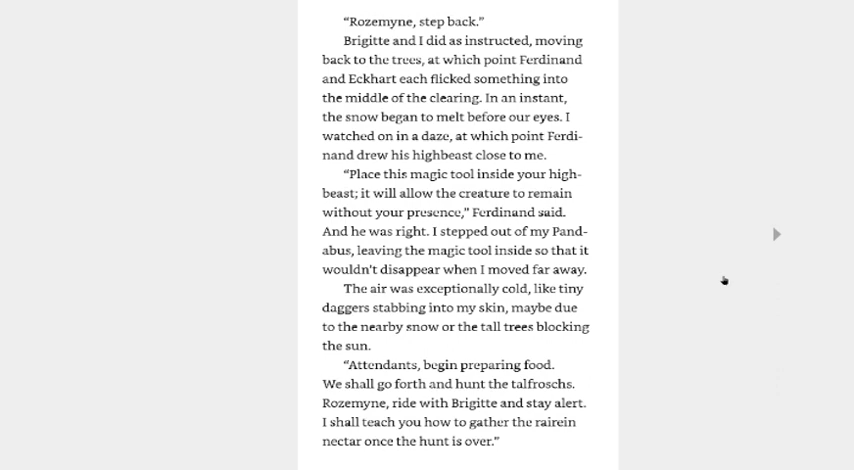 “Rozemyne, step back.”
Brigitte and I did as instructed, moving
back to the trees, at which point Ferdinand
and Eckhart each flicked something into
the middle of the clearing. In an instant,
the snow began to melt before our eyes. I
watched on in a daze, at which point Ferdi-
nand drew his highbeast close to me.
“Place this magic tool inside your high-
beast; it will allow the creature to remain
without your presence,” Ferdinand said.
And he was right. I stepped out of my Pand-
abus, leaving the magic tool inside so that it
wouldn't disappear when I moved far away.
The air was exceptionally cold, like tiny
daggers stabbing into my skin, maybe due
to the nearby snow or the tall trees blocking
the sun.
“Attendants, begin preparing food.
We shall go forth and hunt the talfroschs.
Rozemyne, ride with Brigitte and stay alert.
I shall teach you how to gather the rairein
nectar once the hunt is over.”